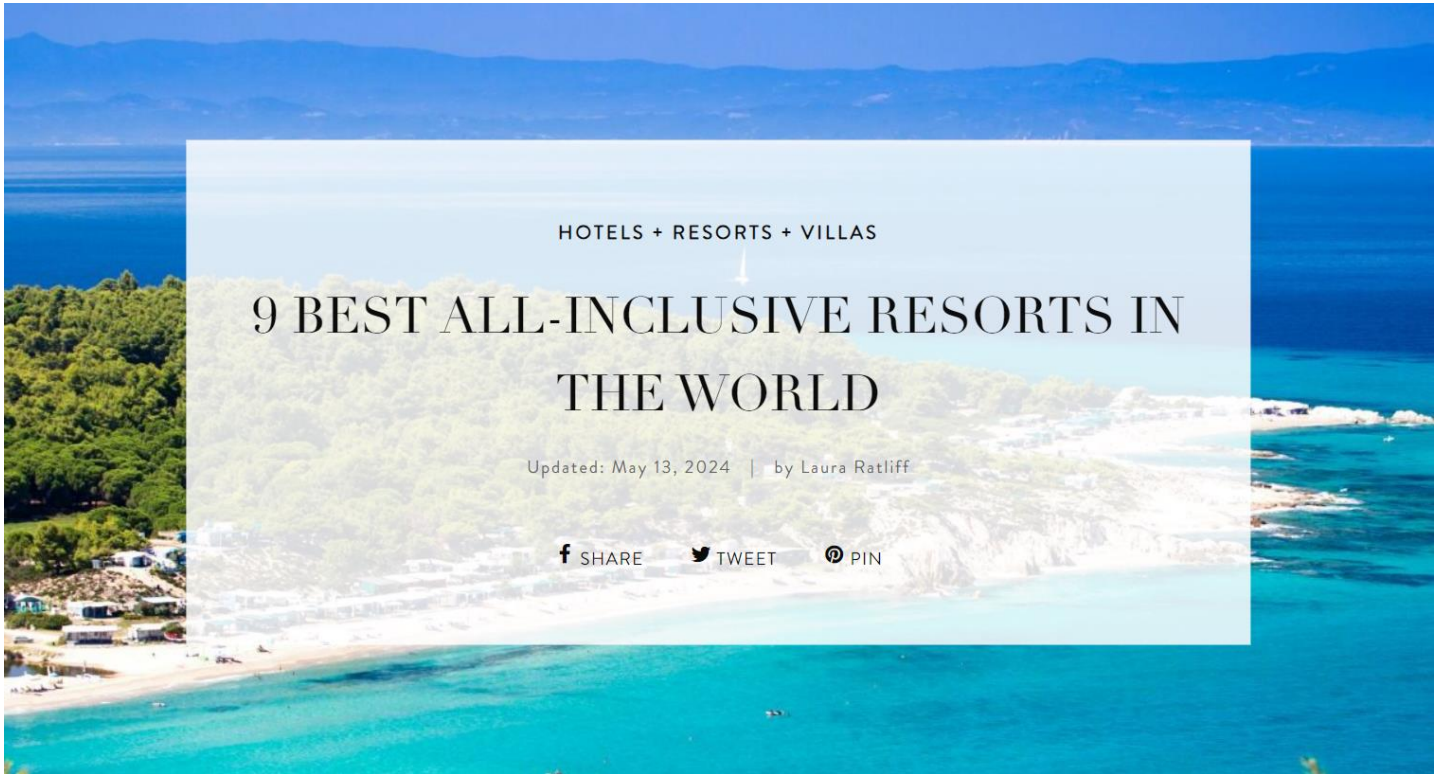 HOTELS + RESORTS + VILLAS
9 BEST ALL-INCLUSIVE RESORTS IN
THE WORLD
Updated: May 13, 2024 | by Laura Ratliff
SHARE TWEET PIN